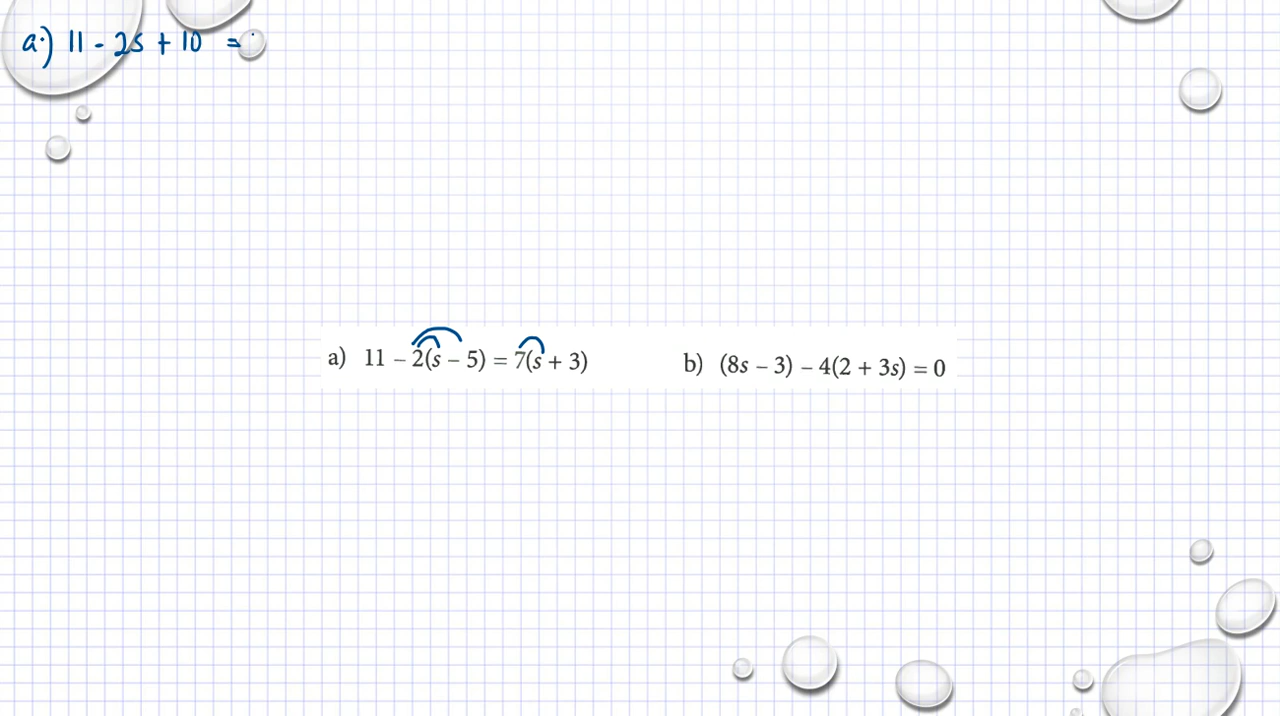 a.) 11 - 2s + 10 =
a) 11 – 2(s – 5) = 7(s + 3)
b) (8s – 3) – 4(2 + 3s) = 0